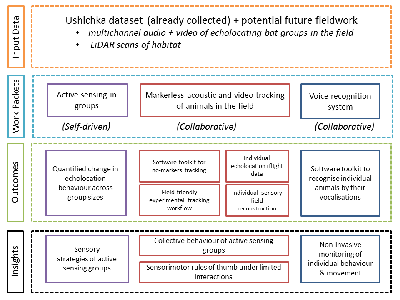 Input Data
Ushichka dataset (already collected) + potential future fieldwork
• multichannel audio + video of echolocating bat groups in the field
• LiDAR scans of habitat
Work Packets
Active sensing in
groups
(Self-driven)
Markerless, acoustic and video tracking
of animals in the field
(Collaborative)
Voice recognition
system
(Collaborative)
Outcomes
Quantified change in
echolocation
behaviour across
group sizes
Software toolkit for
no-markers tracking
Field-friendly
experimental tracking
workflow
Individual
echolocation/flight
data
Individual sensory
field
reconstruction
Software toolkit to
recognise individual
animals by their
vocalisations
Insights
Sensory
strategies of active
sensing groups
Collective behaviour of active sensing
groups
Sensorimotor rules of thumb under limited
interactions
Non-invasive
monitoring of
individual behaviour
& movement